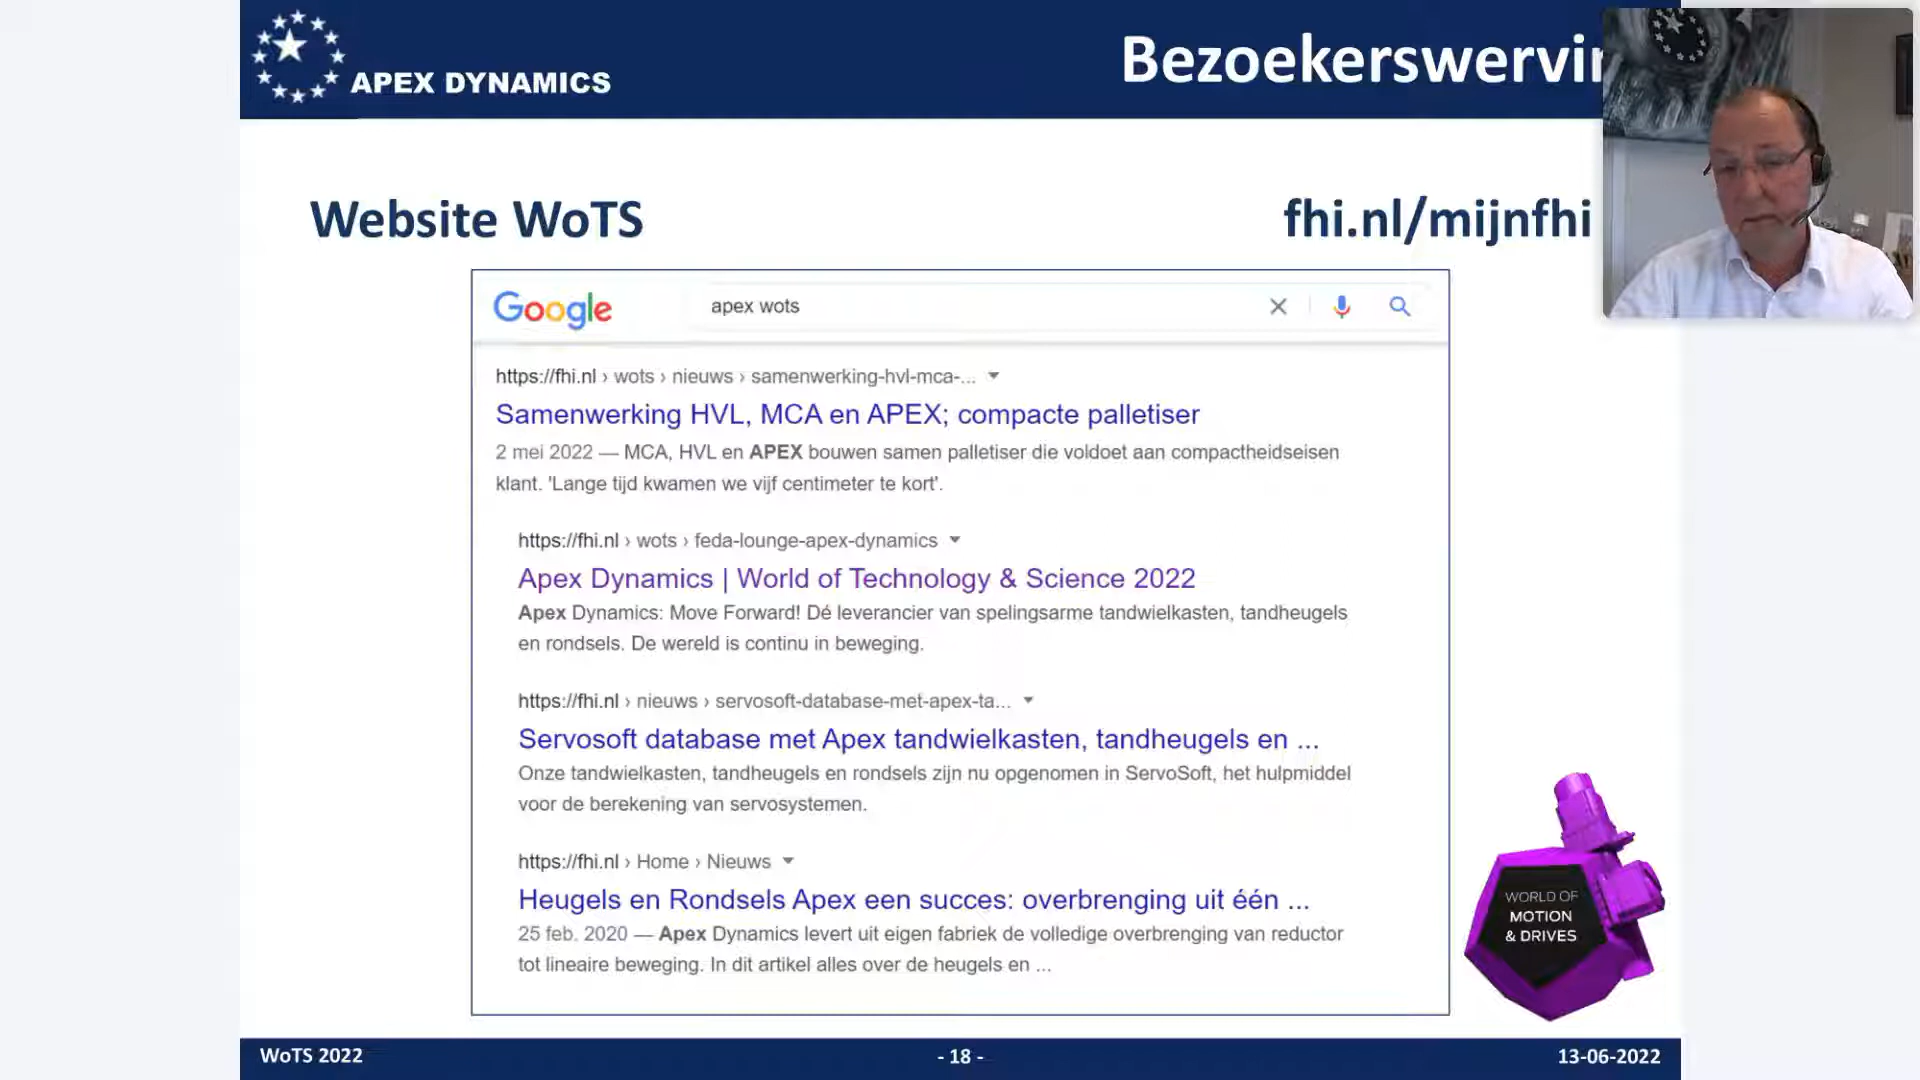 APEX DYNAMICS
Bezoekerswervin
Website WoTS
fhi.nl/mijnfhi
Google
apex wots
https://fhi.nl › wots › nieuws › samenwerking-hvl-mca-...
Samenwerking HVL, MCA en APEX; compacte palletiser
2 mei 2022 — MCA, HVL en APEX bouwen samen palletiser die voldoet aan compactheidseisen
klant. 'Lange tijd kwamen we vijf centimeter te kort'.
https://fhi.nl › wots › feda-lounge-apex-dynamics
Apex Dynamics | World of Technology & Science 2022
Apex Dynamics: Move Forward! Dé leverancier van spelingsarme tandwielkasten, tandheugels
en rondsels. De wereld is continu in beweging.
https://fhi.nl › nieuws › servosoft-database-met-apex-ta...
Servosoft database met Apex tandwielkasten, tandheugels en ...
Onze tandwielkasten, tandheugels en rondsels zijn nu opgenomen in ServoSoft, het hulpmiddel
voor de berekening van servosystemen.
https://fhi.nl › Home › Nieuws
Heugels en Rondsels Apex een succes: overbrenging uit één ...
25 feb. 2020 — Apex Dynamics levert uit eigen fabriek de volledige overbrenging van reductor
tot lineaire beweging. In dit artikel alles over de heugels en ...
WORLD OF
MOTION
& DRIVES
WoTS 2022
- 18 -
13-06-2022